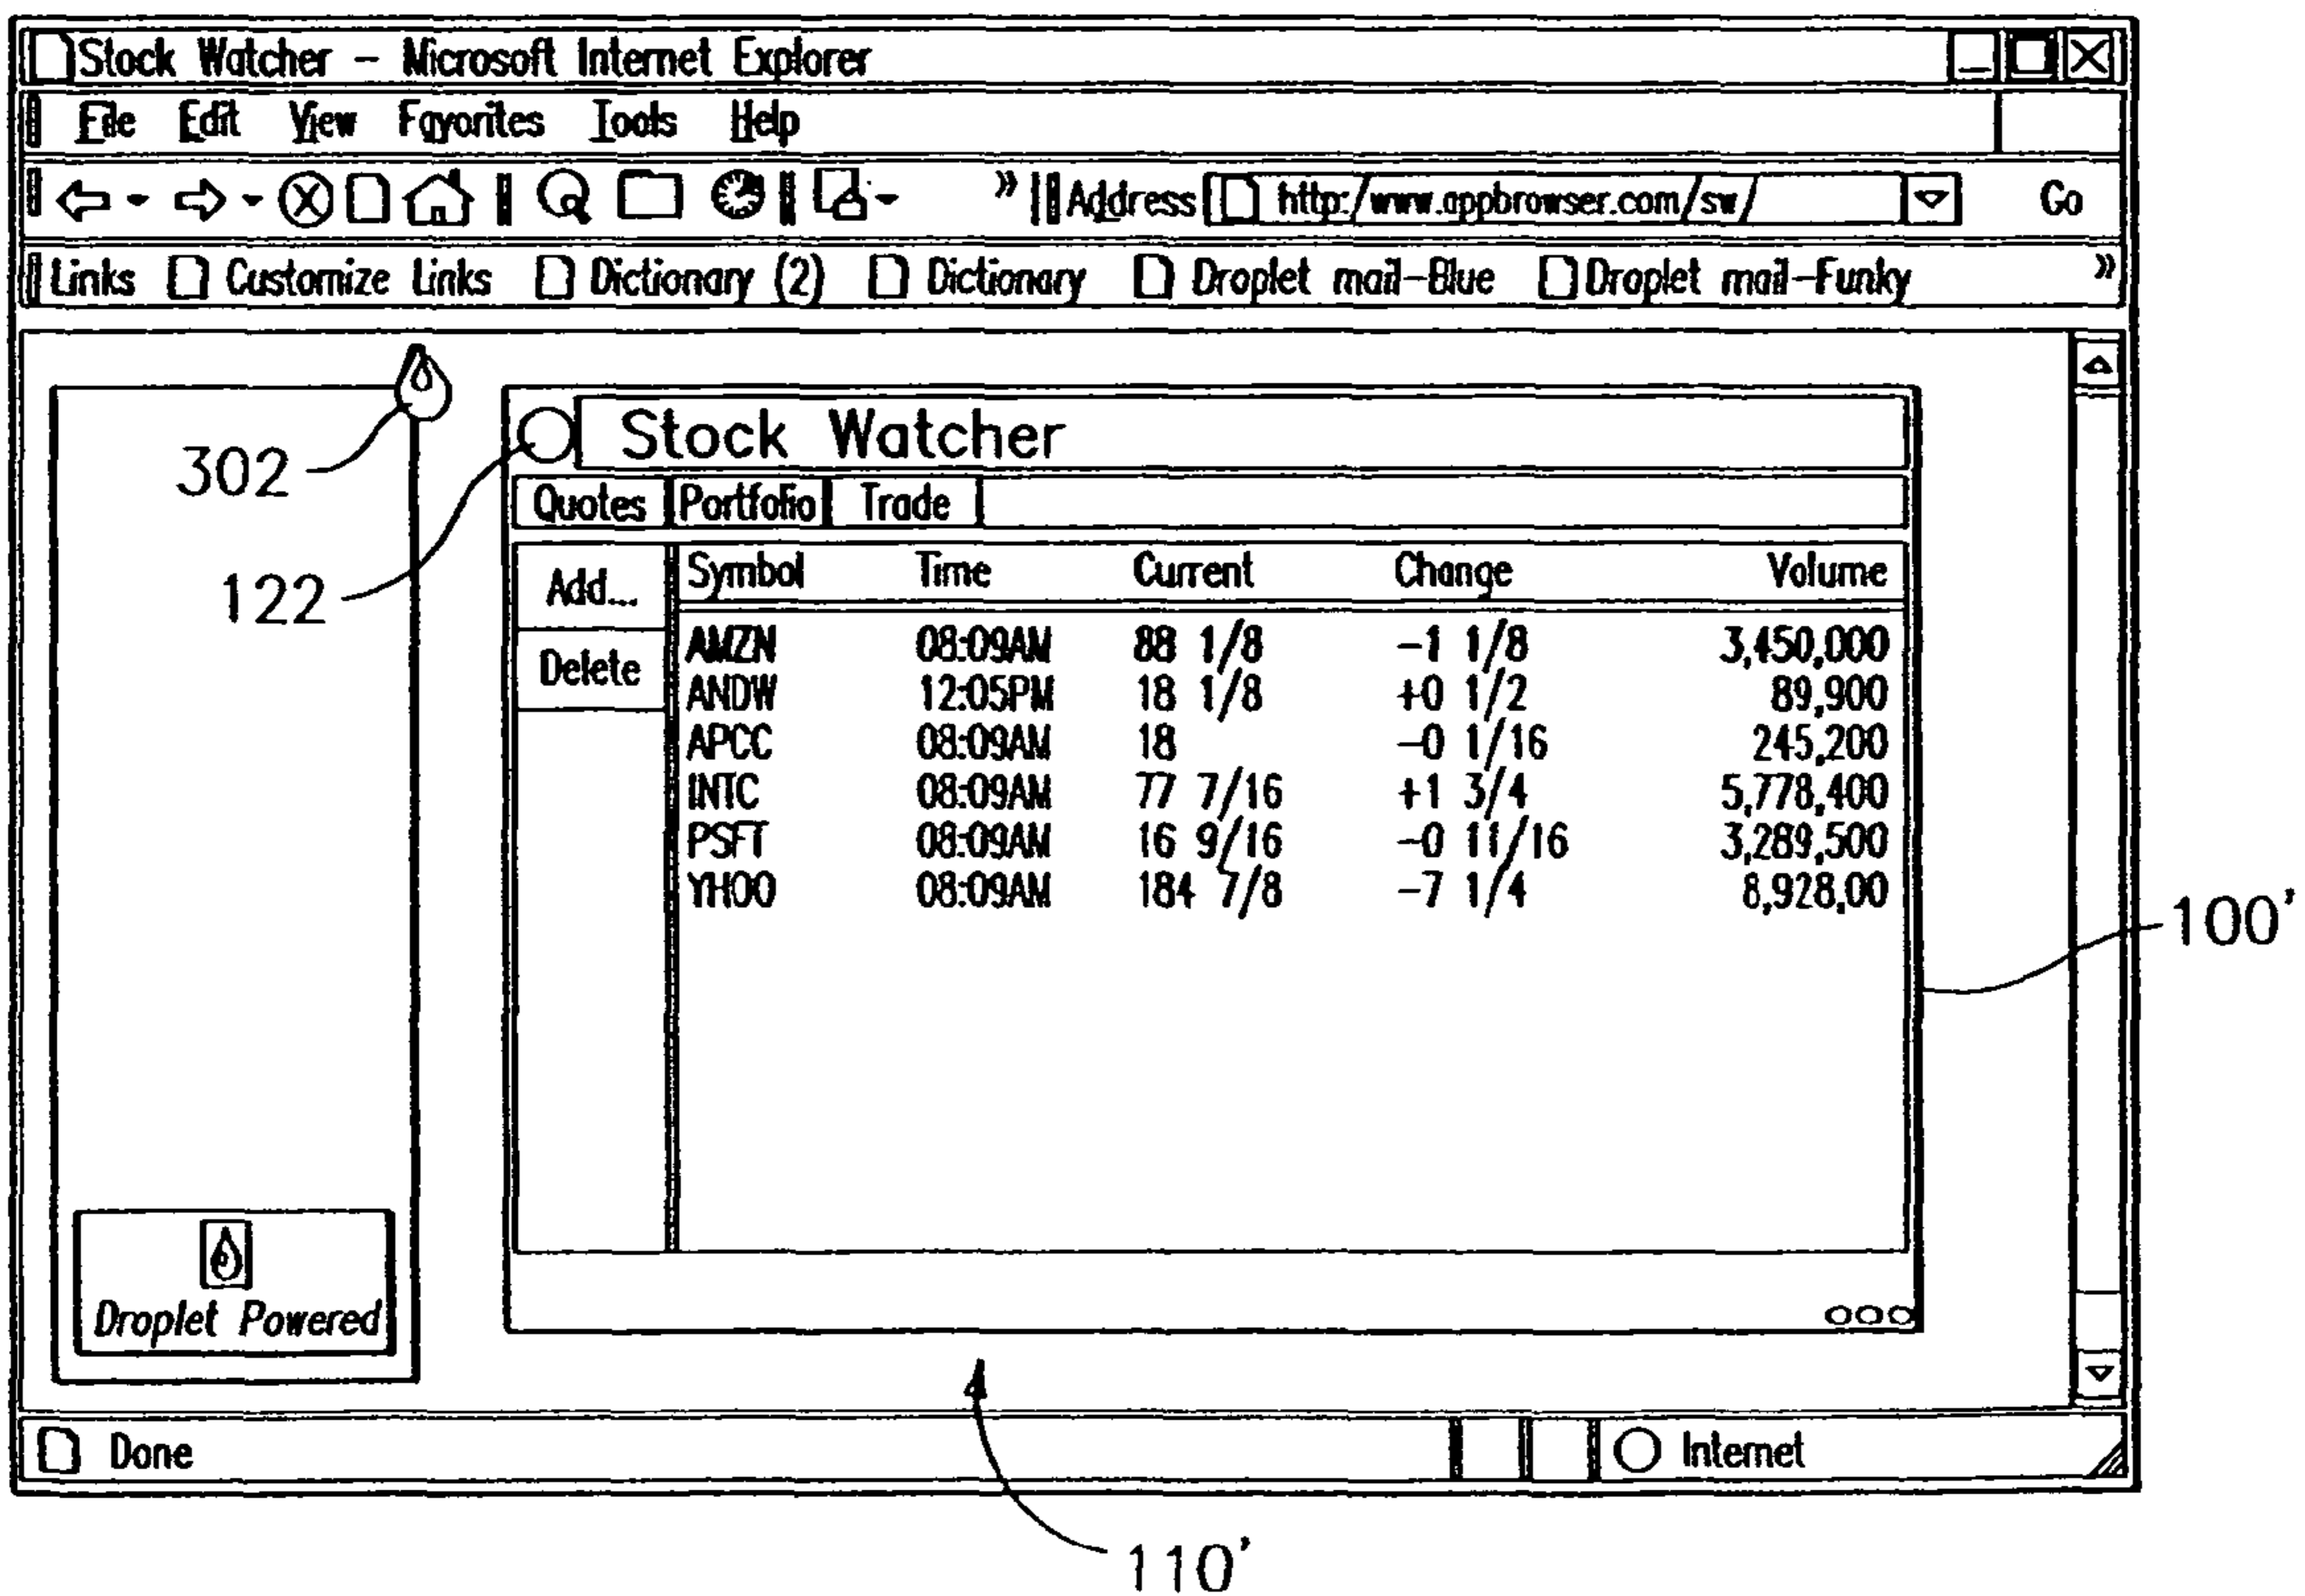 Stock Watcher - Microsoft Internet Explorer
File Edit View Favorites Tools Help
» Address http:/www.appbrowser.com/sw/ Go
Links Customize Links Dictionary (2) Dictionary Droplet mail-Blue Droplet mail-Funky »
302
122
Stock Watcher
Quotes Portfolio Trade
Add...
Delete
Symbol Time Current Change Volume
AMZN 08:09AM 88 1/8 -1 1/8 3,450,000
ANDW 12:05PM 18 1/8 +0 1/2 89,900
APCC 08:09AM 18 -0 1/16 245,200
INTC 08:09AM 77 7/16 +1 3/4 5,778,400
PSFT 08:09AM 16 9/16 -0 11/16 3,289,500
YHOO 08:09AM 184 7/8 -7 1/4 8,928,00
100'
Droplet Powered
Done Internet
110'